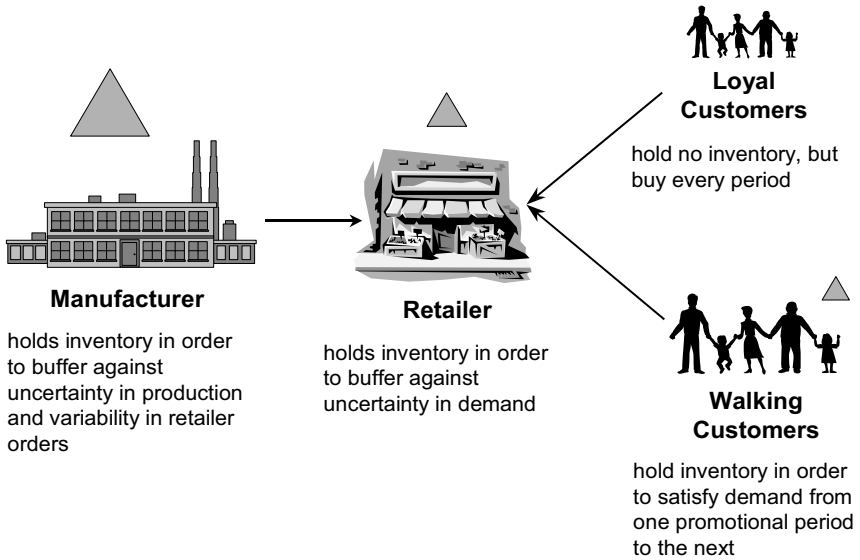 Manufacturer
holds inventory in order
to buffer against
uncertainty in production
and variability in retailer
orders
Retailer
holds inventory in order
to buffer against
uncertainty in demand
Loyal
Customers
hold no inventory, but
buy every period
Walking
Customers
hold inventory in order
to satisfy demand from
one promotional period
to the next